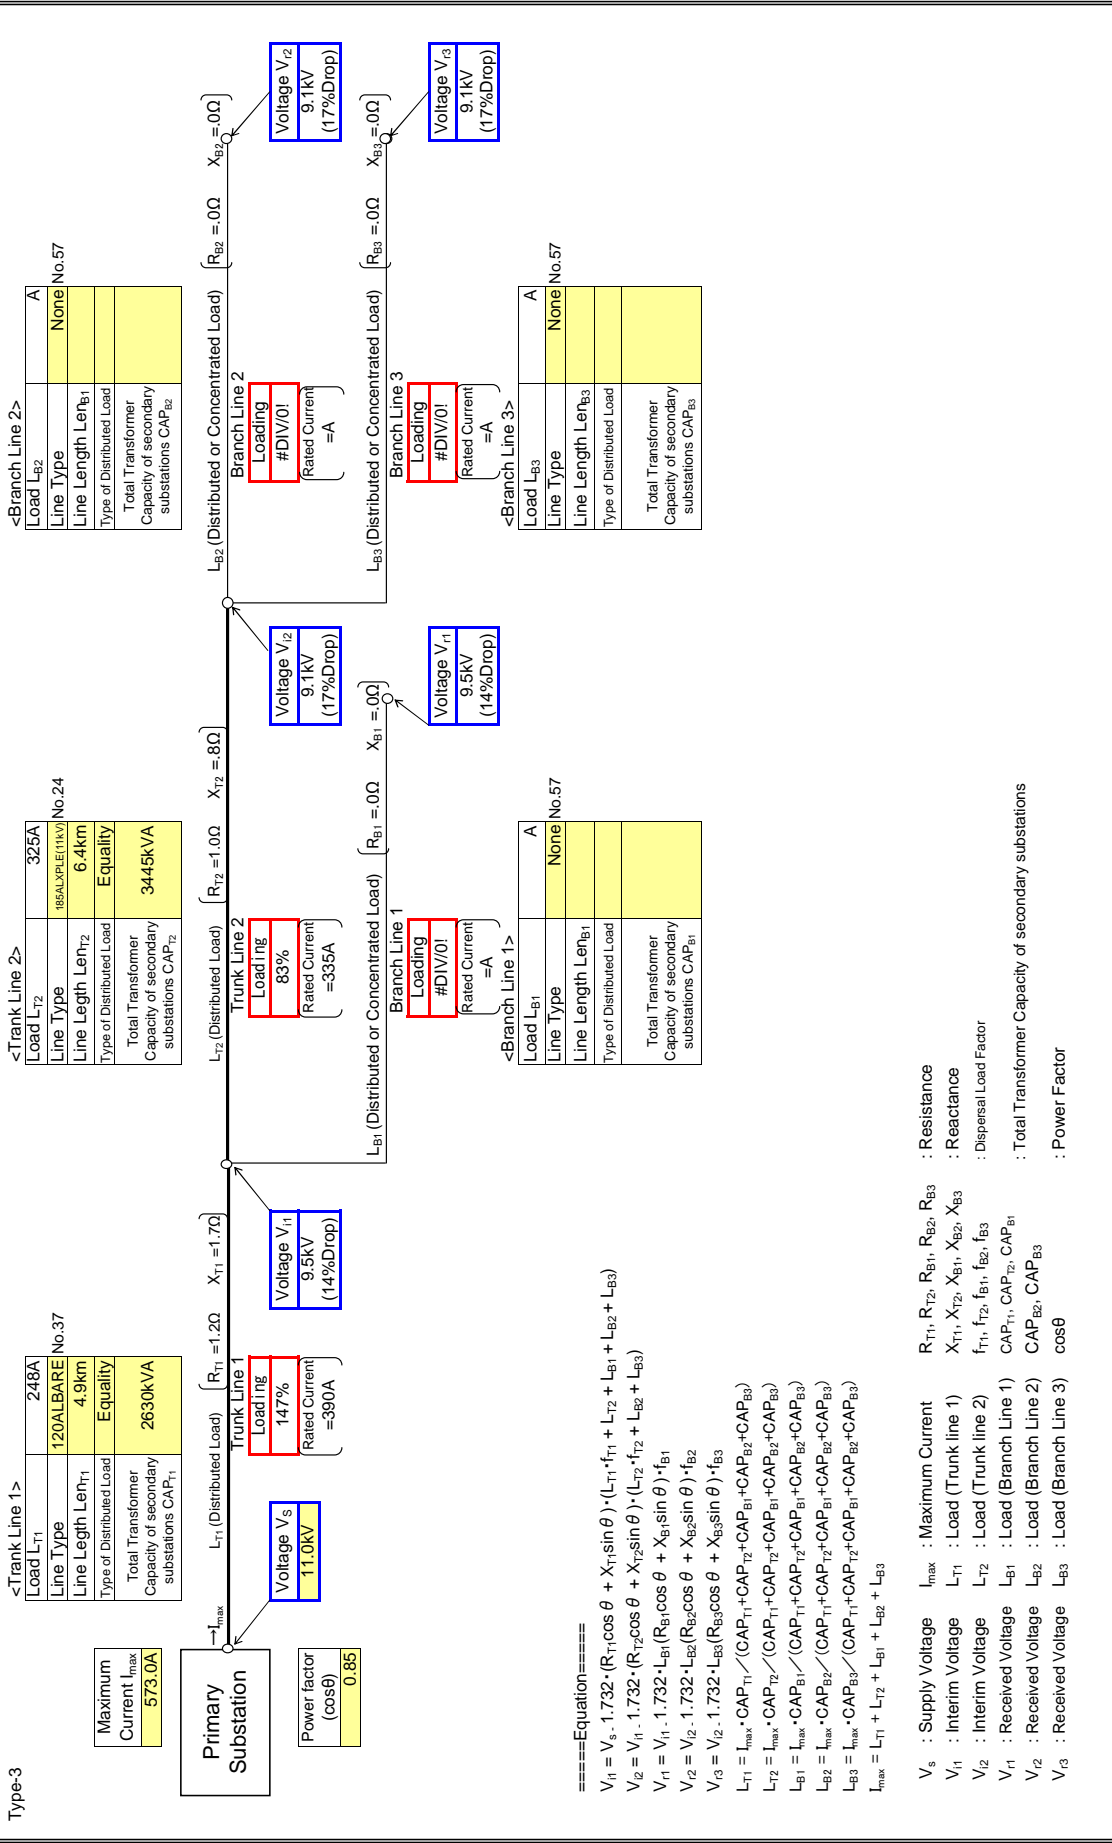 Type-3
Maximum
Current Imax
573.0A
Primary
Substation
Power factor
(cosθ)
0.85
→Imax
Voltage VS
11.0kV
<Trank Line 1>
Load LT1 248A
Line Type 120ALBARE No.37
Line Legth LenT1 4.9km
Type of Distributed Load Equality
Total Transformer
Capacity of secondary
substations CAPT1
2630kVA
LT1 (Distributed Load)
RT1 =1.2Ω XT1 =1.7Ω
Trunk Line 1
Loading
147%
Rated Current
=390A
Voltage Vi1
9.5kV
(14%Drop)
<Trank Line 2>
Load LT2 325A
Line Type 185ALXPLE(11kV) No.24
Line Legth LenT2 6.4km
Type of Distributed Load Equality
Total Transformer
Capacity of secondary
substations CAPT2
3445kVA
LT2 (Distributed Load)
RT2 =1.0Ω XT2 =.8Ω
Trunk Line 2
Loading
83%
Rated Current
=335A
Voltage Vi2
9.1kV
(17%Drop)
LB1 (Distributed or Concentrated Load)
RB1 =.0Ω XB1 =.0Ω
Branch Line 1
Loading
#DIV/0!
Rated Current
=A
Voltage Vr1
9.5kV
(14%Drop)
<Branch Line 1>
Load LB1 A
Line Type None No.57
Line Length LenB1
Type of Distributed Load
Total Transformer
Capacity of secondary
substations CAPB1
<Branch Line 2>
Load LB2 A
Line Type None No.57
Line Length LenB1
Type of Distributed Load
Total Transformer
Capacity of secondary
substations CAPB2
LB2 (Distributed or Concentrated Load)
RB2 =.0Ω XB2 =.0Ω
Branch Line 2
Loading
#DIV/0!
Rated Current
=A
Voltage Vr2
9.1kV
(17%Drop)
LB3 (Distributed or Concentrated Load)
RB3 =.0Ω XB3 =.0Ω
Branch Line 3
Loading
#DIV/0!
Rated Current
=A
Voltage Vr3
9.1kV
(17%Drop)
<Branch Line 3>
Load LB3 A
Line Type None No.57
Line Length LenB3
Type of Distributed Load
Total Transformer
Capacity of secondary
substations CAPB3
=====Equation=====
Vi1 = Vs - 1.732・(RT1cos θ + XT1sin θ)・(LT1・fT1 + LT2 + LB1 + LB2 + LB3)
Vi2 = Vi1 - 1.732・(RT2cos θ + XT2sin θ)・(LT2・fT2 + LB2 + LB3)
Vr1 = Vi1 - 1.732・LB1(RB1cos θ + XB1sin θ)・fB1
Vr2 = Vi2 - 1.732・LB2(RB2cos θ + XB2sin θ)・fB2
Vr3 = Vi2 - 1.732・LB3(RB3cos θ + XB3sin θ)・fB3
LT1 = Imax・CAPT1／(CAPT1+CAPT2+CAPB1+CAPB2+CAPB3)
LT2 = Imax・CAPT2／(CAPT1+CAPT2+CAPB1+CAPB2+CAPB3)
LB1 = Imax・CAPB1／(CAPT1+CAPT2+CAPB1+CAPB2+CAPB3)
LB2 = Imax・CAPB2／(CAPT1+CAPT2+CAPB1+CAPB2+CAPB3)
LB3 = Imax・CAPB3／(CAPT1+CAPT2+CAPB1+CAPB2+CAPB3)
Imax = LT1 + LT2 + LB1 + LB2 + LB3
Vs : Supply Voltage Imax : Maximum Current RT1, RT2, RB1, RB2, RB3 : Resistance
Vi1 : Interim Voltage LT1 : Load (Trunk line 1) XT1, XT2, XB1, XB2, XB3 : Reactance
Vi2 : Interim Voltage LT2 : Load (Trunk line 2) fT1, fT2, fB1, fB2, fB3 : Dispersal Load Factor
Vr1 : Received Voltage LB1 : Load (Branch Line 1) CAPT1, CAPT2, CAPB1 : Total Transformer Capacity of secondary substations
Vr2 : Received Voltage LB2 : Load (Branch Line 2) CAPB2, CAPB3
Vr3 : Received Voltage LB3 : Load (Branch Line 3) cosθ : Power Factor